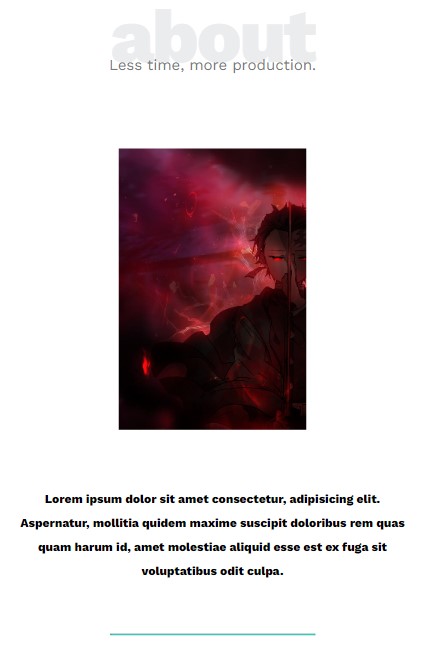 about
Less time, more production.
Lorem ipsum dolor sit amet consectetur, adipisicing elit.
Aspernatur, mollitia quidem maxime suscipit doloribus rem quas
quam harum id, amet molestiae aliquid esse est ex fuga sit
voluptatibus odit culpa.